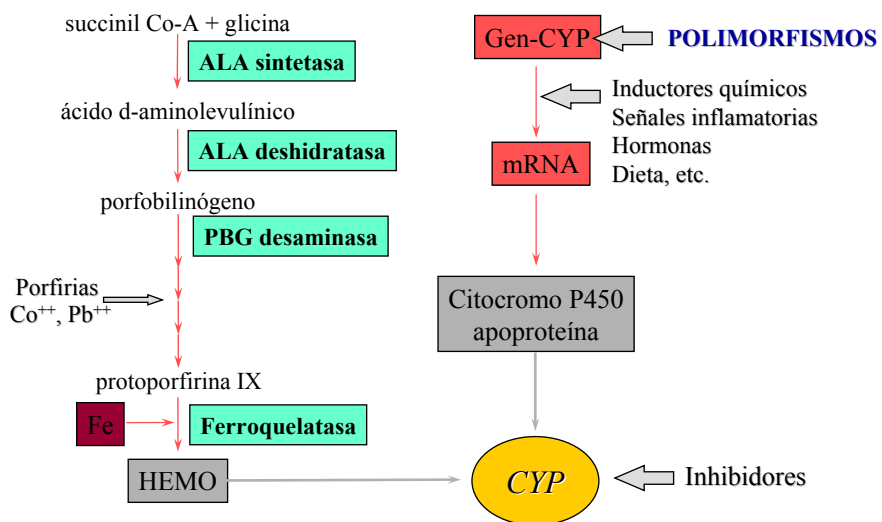 succinil Co-A + glicina
ALA sintetasa
ácido d-aminolevulínico
ALA deshidratasa
porfobilinógeno
PBG desaminasa
Porfirias
Co⁺⁺, Pb⁺⁺
protoporfirina IX
Fe
Ferroquelatasa
HEMO
Gen-CYP
POLIMORFISMOS
Inductores químicos
Señales inflamatorias
Hormonas
Dieta, etc.
mRNA
Citocromo P450
apoproteína
CYP
Inhibidores